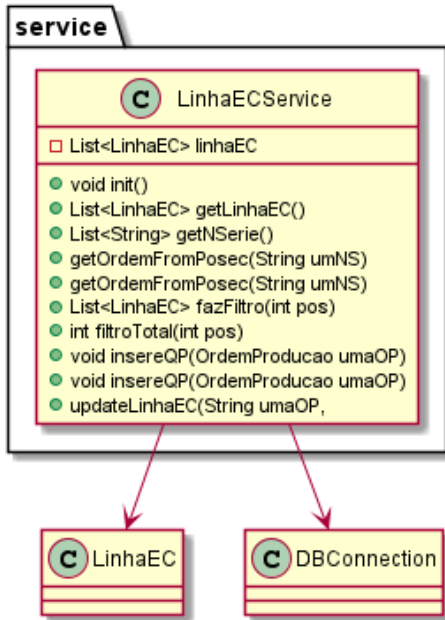 service
C LinhaECService
List<LinhaEC> linhaEC
void init()
List<LinhaEC> getLinhaEC()
List<String> getNSerie()
getOrdemFromPosec(String umNS)
getOrdemFromPosec(String umNS)
List<LinhaEC> fazFiltro(int pos)
int filtroTotal(int pos)
void insereQP(OrdemProducao umaOP)
void insereQP(OrdemProducao umaOP)
updateLinhaEC(String umaOP,
C LinhaEC
C DBConnection